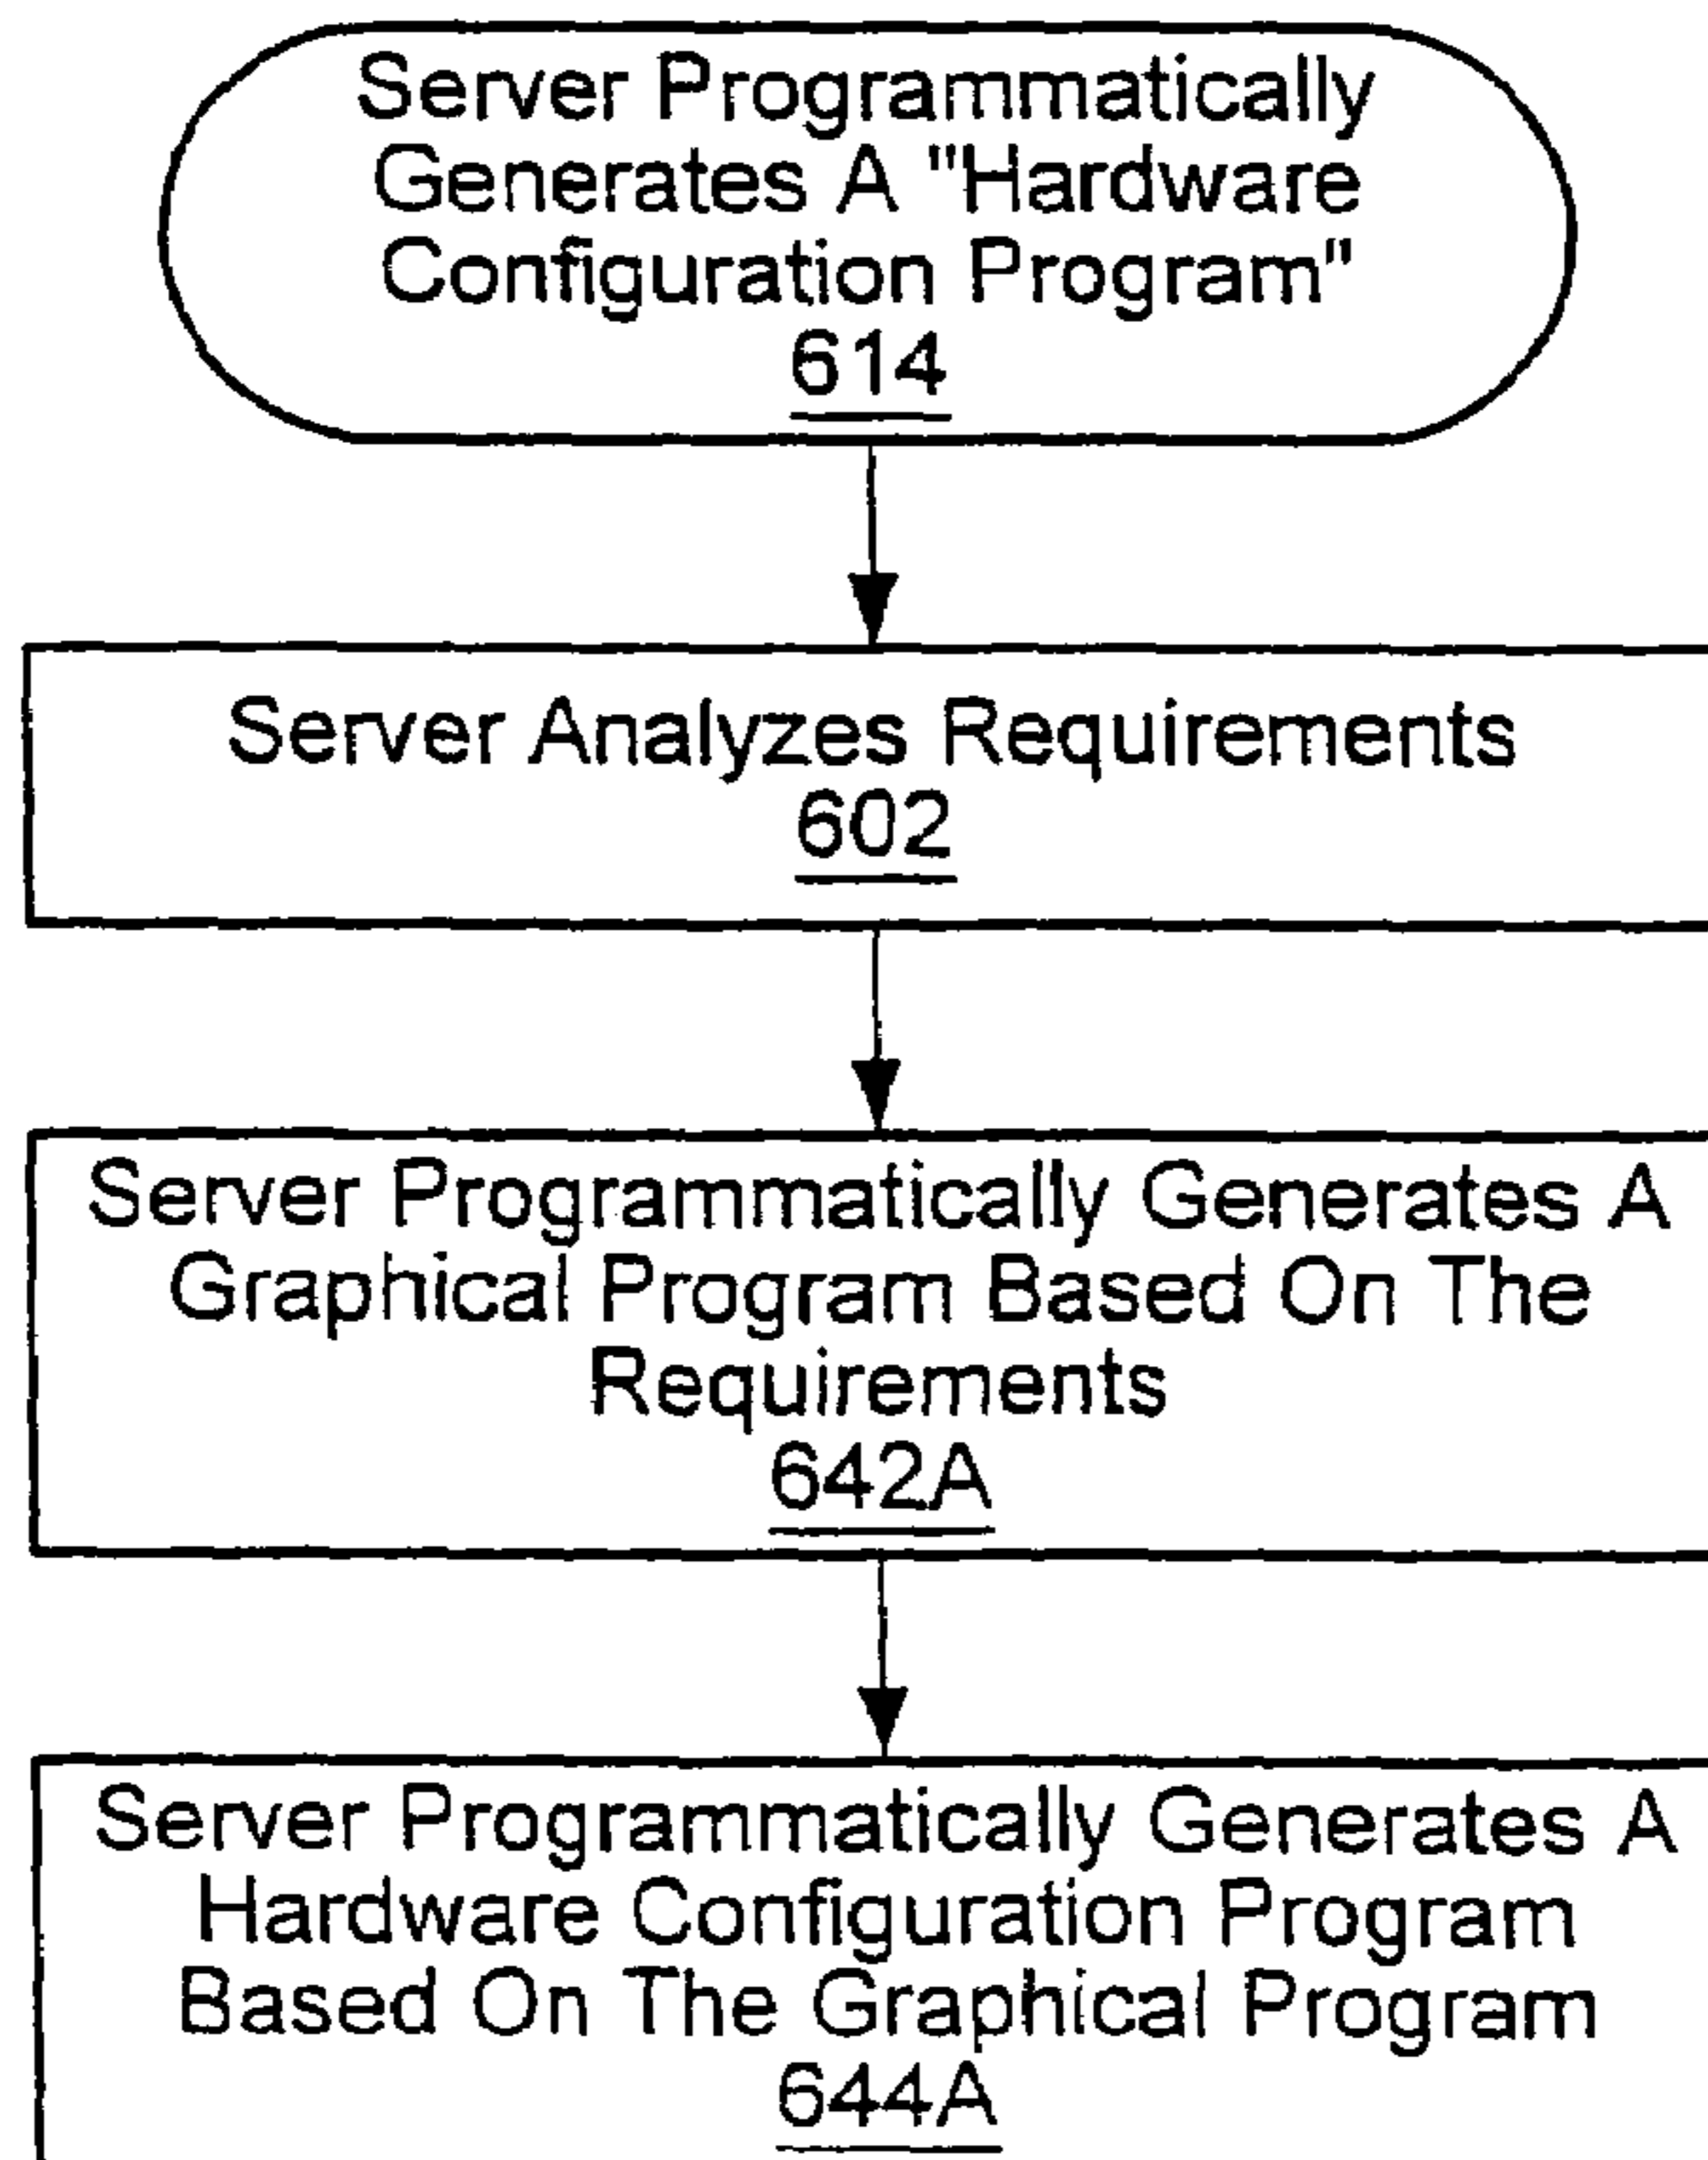 Server Programmatically
Generates A "Hardware
Configuration Program"
614
Server Analyzes Requirements
602
Server Programmatically Generates A
Graphical Program Based On The
Requirements
642A
Server Programmatically Generates A
Hardware Configuration Program
Based On The Graphical Program
644A